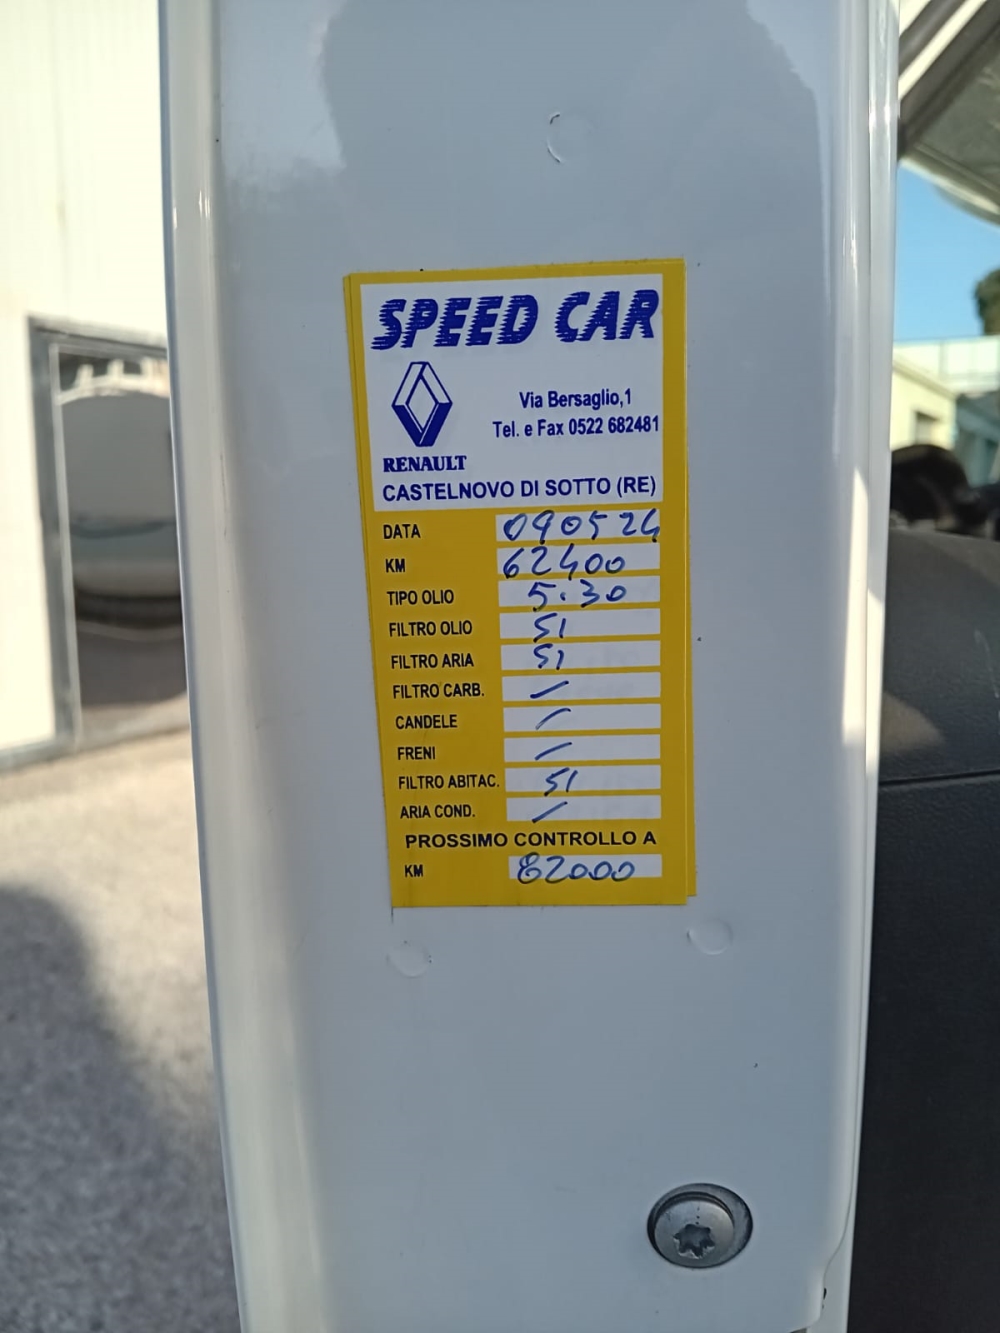 SPEED CAR
Via Bersaglio,1
Tel. e Fax 0522 682481
RENAULT
CASTELNOVO DI SOTTO (RE)
DATA 090524
KM 62400
TIPO OLIO 5.30
FILTRO OLIO SI
FILTRO ARIA SI
FILTRO CARB. /
CANDELE /
FRENI /
FILTRO ABITAC. SI
ARIA COND. /
PROSSIMO CONTROLLO A
KM 82000